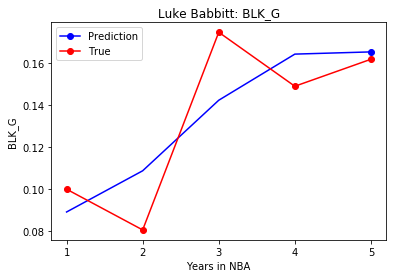 Luke Babbitt: BLK_G
Prediction
True
BLK_G
0.16
0.14
0.12
0.10
0.08
1 2 3 4 5
Years in NBA